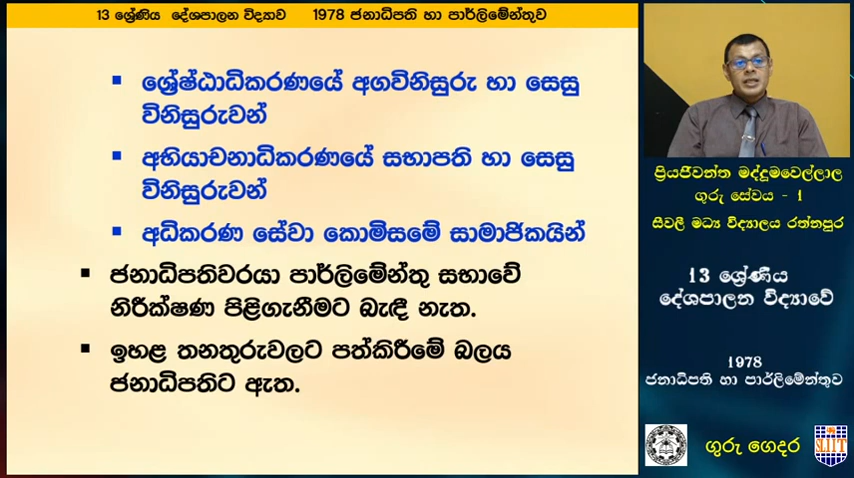 13 ශ්‍රේණිය දේශපාලන විද්‍යාව 1978 ජනාධිපති හා පාර්ලිමේන්තුව
▪ ශ්‍රේෂ්ඨාධිකරණයේ අගවිනිසුරු හා සෙසු
විනිසුරුවන්
▪ අභියාචනාධිකරණයේ සභාපති හා සෙසු
විනිසුරුවන්
▪ අධිකරණ සේවා කොමිසමේ සාමාජිකයින්
▪ ජනාධිපතිවරයා පාර්ලිමේන්තු සභාවේ
නිරීක්ෂණ පිළිගැනීමට බැඳී නැත.
▪ ඉහළ තනතුරුවලට පත්කිරීමේ බලය
ජනාධිපතිට ඇත.
ප්‍රියජීවන්ත මද්දුමවෙල්ලාල
ගුරු සේවය - 1
සීවලී මධ්‍ය විද්‍යාලය රත්නපුර
13 ශ්‍රේණිය
දේශපාලන විද්‍යාවේ
1978
ජනාධිපති හා පාර්ලිමේන්තුව
ගුරු ගෙදර
SLIIT